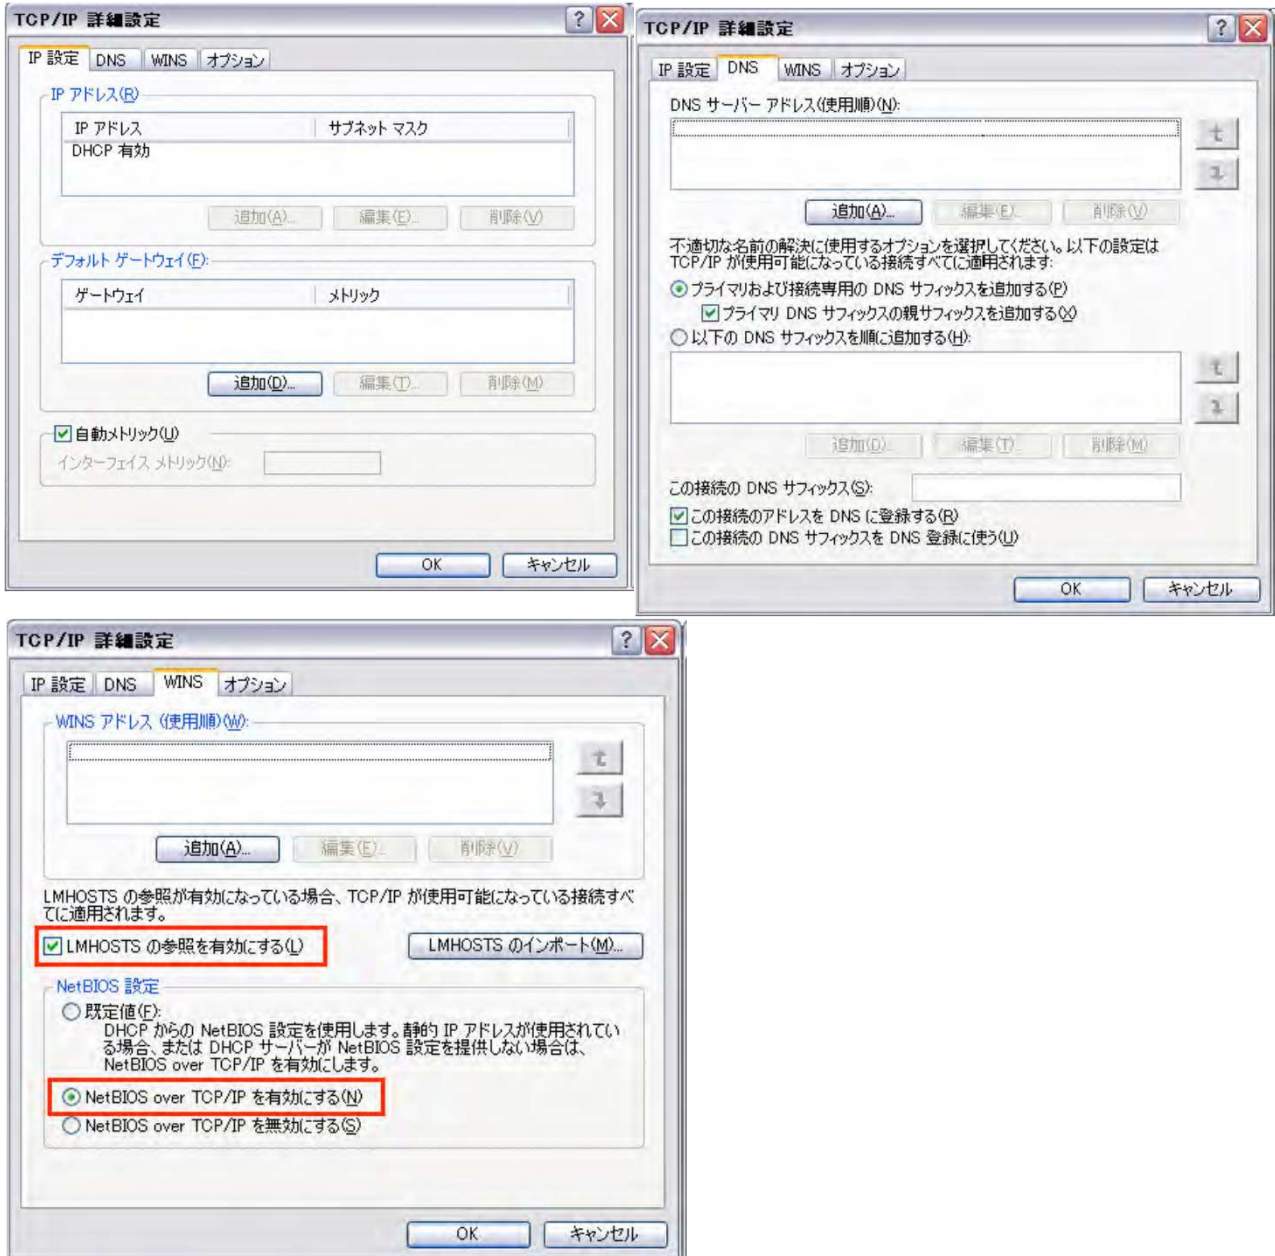 TCP/IP 詳細設定
IP 設定 DNS WINS オプション
IP アドレス(R)
IP アドレス サブネット マスク
DHCP 有効
追加(A)... 編集(E)... 削除(V)
デフォルト ゲートウェイ(F):
ゲートウェイ メトリック
追加(D)... 編集(T)... 削除(M)
自動メトリック(U)
インターフェイス メトリック(N):
OK キャンセル
TCP/IP 詳細設定
IP 設定 DNS WINS オプション
DNS サーバー アドレス(使用順)(N):
追加(A)... 編集(E)... 削除(V)
不適切な名前の解決に使用するオプションを選択してください。以下の設定は
TCP/IP が使用可能になっている接続すべてに適用されます:
プライマリおよび接続専用の DNS サフィックスを追加する(P)
プライマリ DNS サフィックスの親サフィックスを追加する(X)
以下の DNS サフィックスを順に追加する(H):
追加(D)... 編集(T)... 削除(M)
この接続の DNS サフィックス(S):
この接続のアドレスを DNS に登録する(R)
この接続の DNS サフィックスを DNS 登録に使う(U)
OK キャンセル
TCP/IP 詳細設定
IP 設定 DNS WINS オプション
WINS アドレス (使用順)(W):
追加(A)... 編集(E)... 削除(V)
LMHOSTS の参照が有効になっている場合、TCP/IP が使用可能になっている接続すべ
てに適用されます。
LMHOSTS の参照を有効にする(L) LMHOSTS のインポート(M)...
NetBIOS 設定
既定値(F):
DHCP からの NetBIOS 設定を使用します。静的 IP アドレスが使用されてい
る場合、または DHCP サーバーが NetBIOS 設定を提供しない場合は、
NetBIOS over TCP/IP を有効にします。
NetBIOS over TCP/IP を有効にする(N)
NetBIOS over TCP/IP を無効にする(S)
OK キャンセル